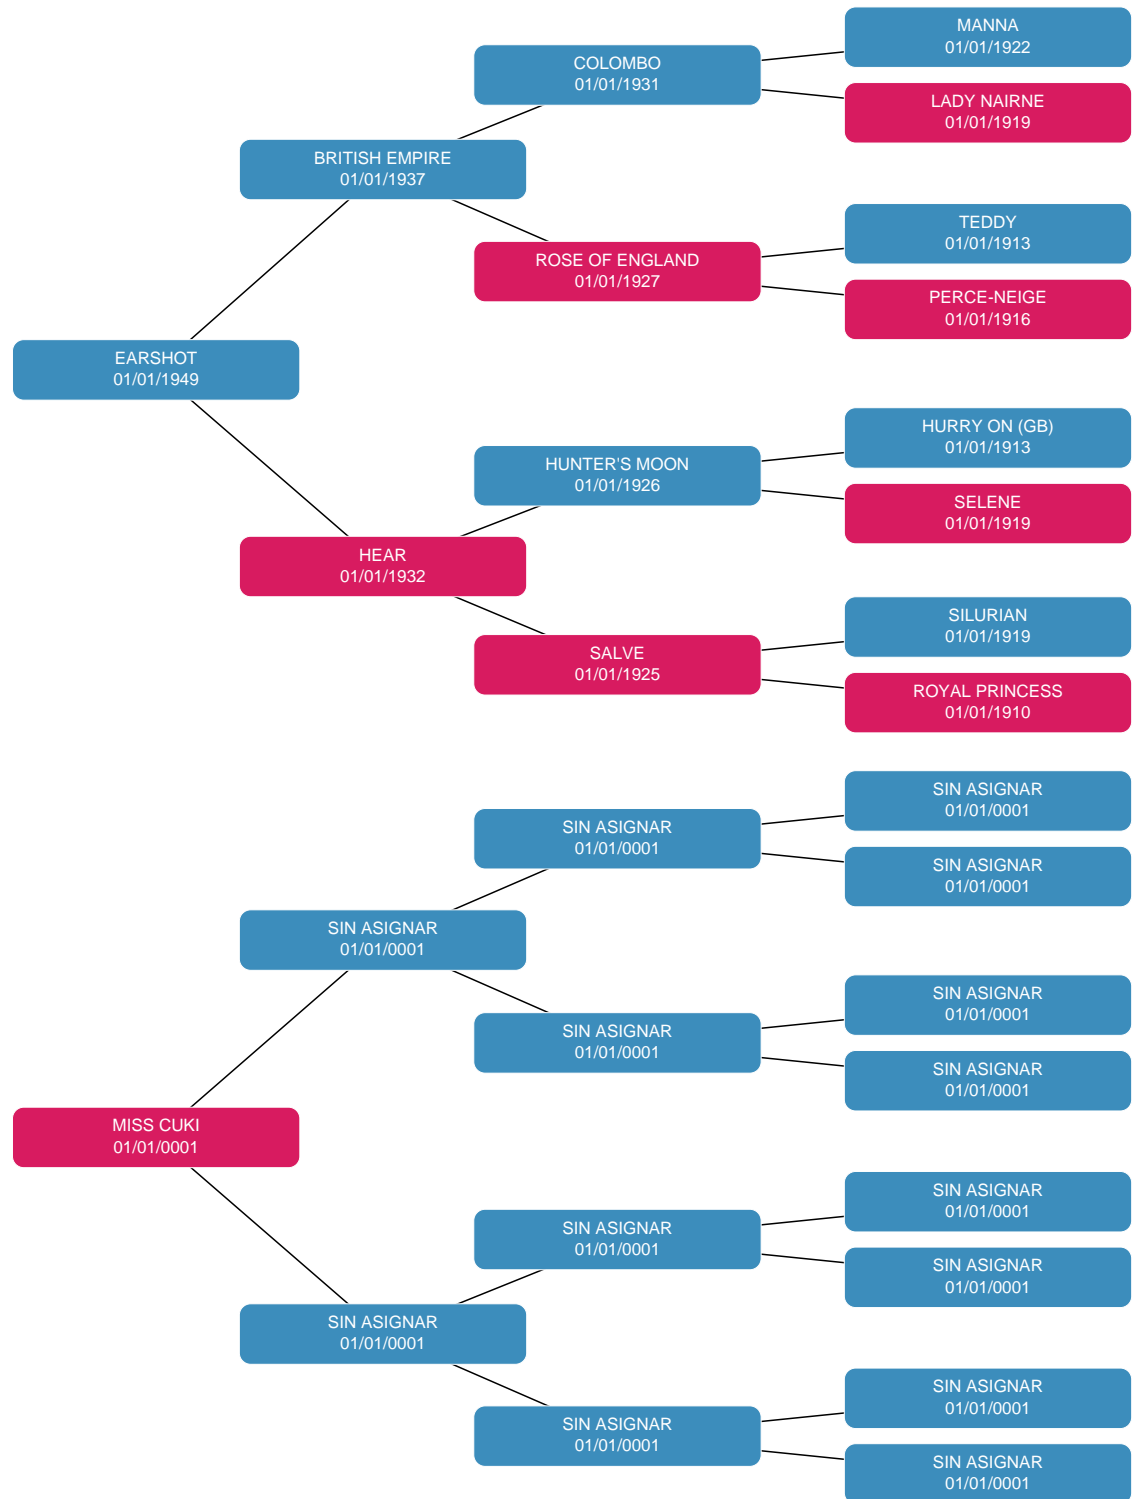 MANNA
01/01/1922
COLOMBO
01/01/1931
LADY NAIRNE
01/01/1919
BRITISH EMPIRE
01/01/1937
TEDDY
01/01/1913
ROSE OF ENGLAND
01/01/1927
PERCE-NEIGE
01/01/1916
EARSHOT
01/01/1949
HURRY ON (GB)
01/01/1913
HUNTER'S MOON
01/01/1926
SELENE
01/01/1919
HEAR
01/01/1932
SILURIAN
01/01/1919
SALVE
01/01/1925
ROYAL PRINCESS
01/01/1910
SIN ASIGNAR
01/01/0001
SIN ASIGNAR
01/01/0001
SIN ASIGNAR
01/01/0001
SIN ASIGNAR
01/01/0001
SIN ASIGNAR
01/01/0001
SIN ASIGNAR
01/01/0001
SIN ASIGNAR
01/01/0001
MISS CUKI
01/01/0001
SIN ASIGNAR
01/01/0001
SIN ASIGNAR
01/01/0001
SIN ASIGNAR
01/01/0001
SIN ASIGNAR
01/01/0001
SIN ASIGNAR
01/01/0001
SIN ASIGNAR
01/01/0001
SIN ASIGNAR
01/01/0001